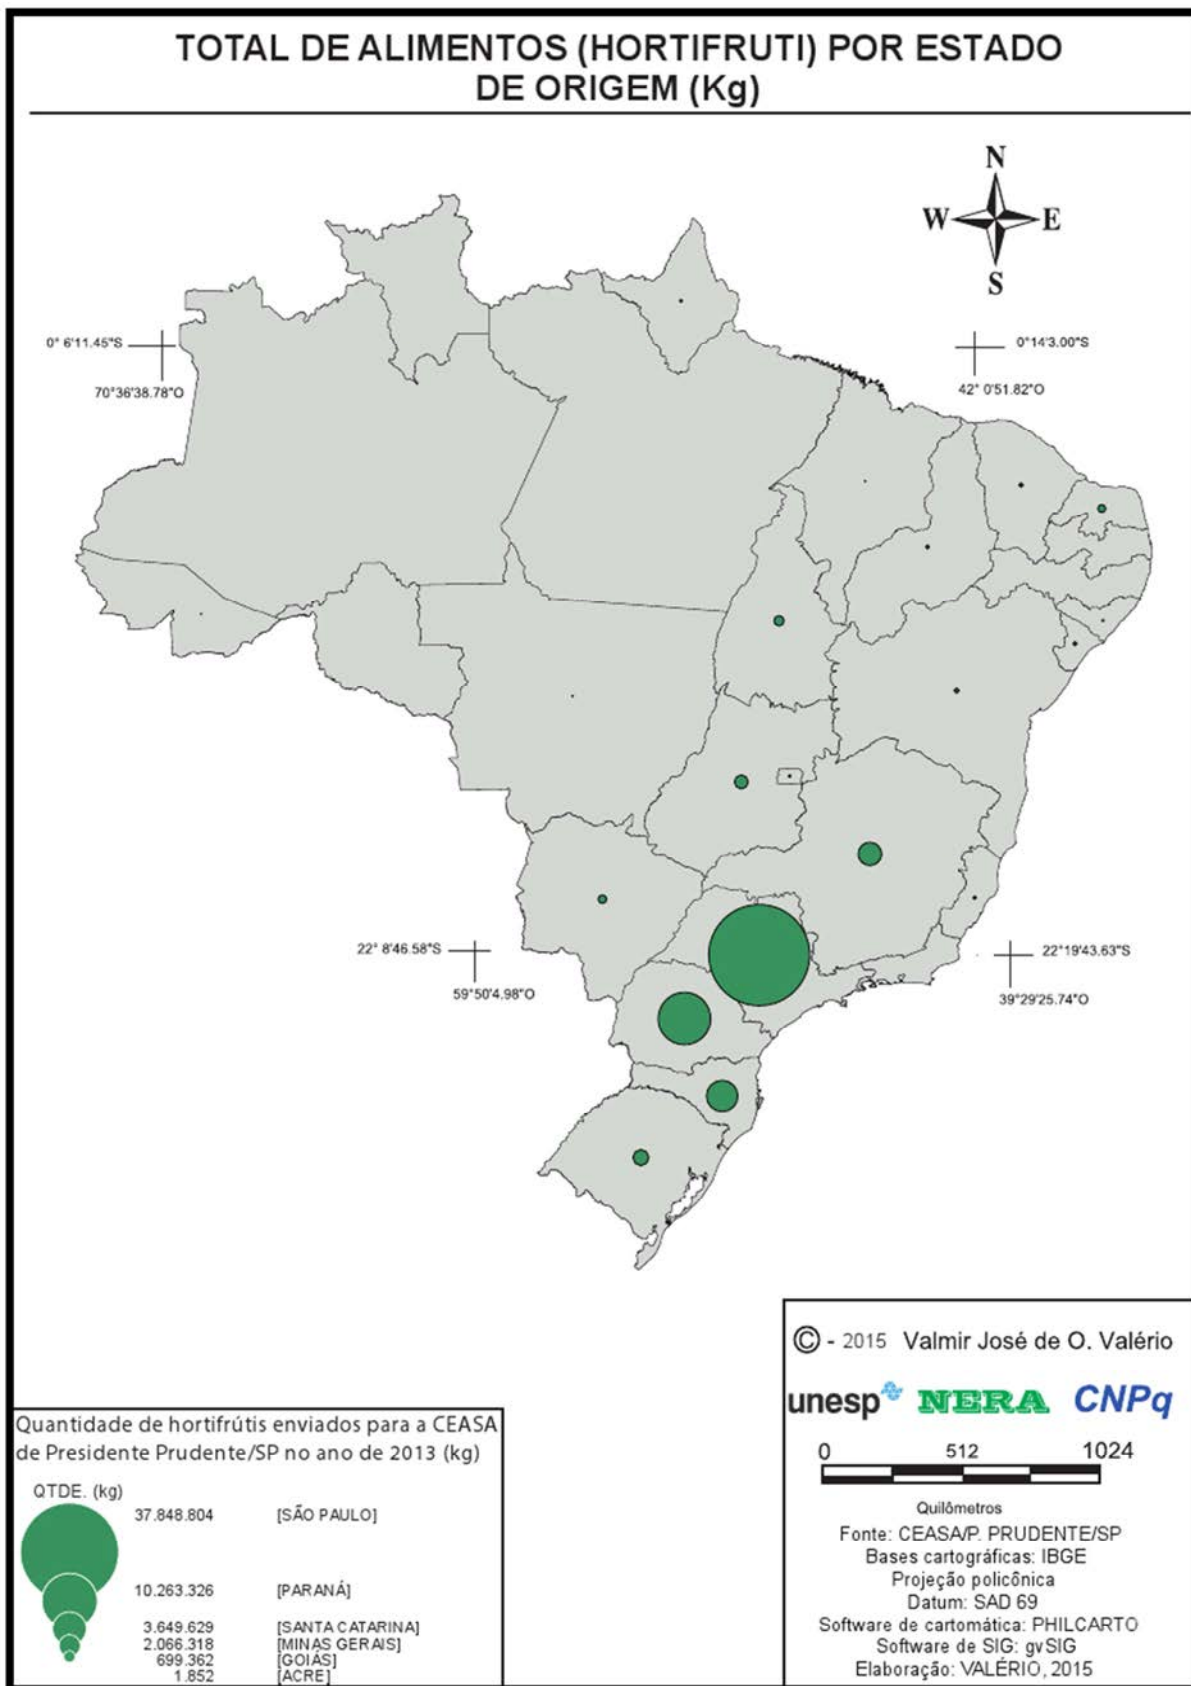 TOTAL DE ALIMENTOS (HORTIFRUTI) POR ESTADO
DE ORIGEM (Kg)
N
W E
S
0° 6'11.45"S
70°36'38.78"O
0°14'3.00"S
42° 0'51.82"O
22° 8'46.58"S
59°50'4.98"O
22°19'43.63"S
39°29'25.74"O
Quantidade de hortifrútis enviados para a CEASA
de Presidente Prudente/SP no ano de 2013 (kg)
QTDE. (kg)
37.848.804 [SÃO PAULO]
10.263.326 [PARANÁ]
3.649.629 [SANTA CATARINA]
2.066.318 [MINAS GERAIS]
699.362 [GOIÁS]
1.852 [ACRE]
© - 2015 Valmir José de O. Valério
unesp NERA CNPq
0 512 1024
Quilômetros
Fonte: CEASA/P. PRUDENTE/SP
Bases cartográficas: IBGE
Projeção policônica
Datum: SAD 69
Software de cartomática: PHILCARTO
Software de SIG: gvSIG
Elaboração: VALÉRIO, 2015